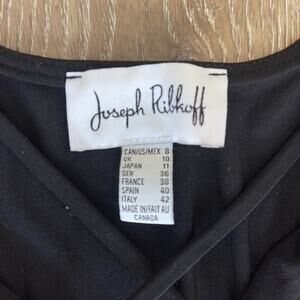 Joseph Ribkoff
CAN/US/MEX 8
UK 10
JAPAN 11
GER 36
FRANCE 38
SPAIN 40
ITALY 42
MADE IN/FAIT AU
CANADA